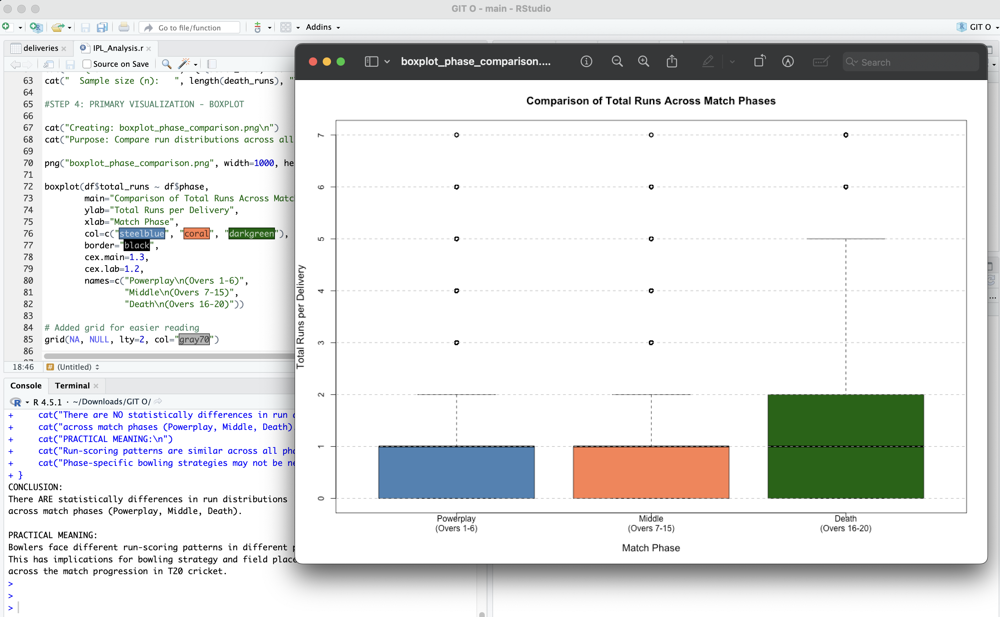 GIT O - main - RStudio
Go to file/function
Addins
GIT O
deliveries
IPL_Analysis.r
Source on Save
63 cat("  Sample size (n):   ", length(death_runs), "
64
65 #STEP 4: PRIMARY VISUALIZATION - BOXPLOT
66
67 cat("Creating: boxplot_phase_comparison.png\n")
68 cat("Purpose: Compare run distributions across all
69
70 png("boxplot_phase_comparison.png", width=1000, he
71
72 boxplot(df$total_runs ~ df$phase,
73         main="Comparison of Total Runs Across Matc
74         ylab="Total Runs per Delivery",
75         xlab="Match Phase",
76         col=c("steelblue", "coral", "darkgreen"),
77         border="black",
78         cex.main=1.3,
79         cex.lab=1.2,
80         names=c("Powerplay\n(Overs 1-6)",
81                 "Middle\n(Overs 7-15)",
82                 "Death\n(Overs 16-20)"))
83
84 # Added grid for easier reading
85 grid(NA, NULL, lty=2, col="gray70")
86
18:46
# (Untitled)
Console
Terminal
R 4.5.1 · ~/Downloads/GIT O/
+     cat("There are NO statistically differences in run
+     cat("across match phases (Powerplay, Middle, Death)
+     cat("PRACTICAL MEANING:\n")
+     cat("Run-scoring patterns are similar across all
+     cat("Phase-specific bowling strategies may not be
+ }
CONCLUSION:
There ARE statistically differences in run distributions
across match phases (Powerplay, Middle, Death).
PRACTICAL MEANING:
Bowlers face different run-scoring patterns in different
This has implications for bowling strategy and field place
across the match progression in T20 cricket.
>
>
>
boxplot_phase_comparison....
Search
Comparison of Total Runs Across Match Phases
Total Runs per Delivery
7
6
5
4
3
2
1
0
Powerplay
(Overs 1-6)
Middle
(Overs 7-15)
Death
(Overs 16-20)
Match Phase